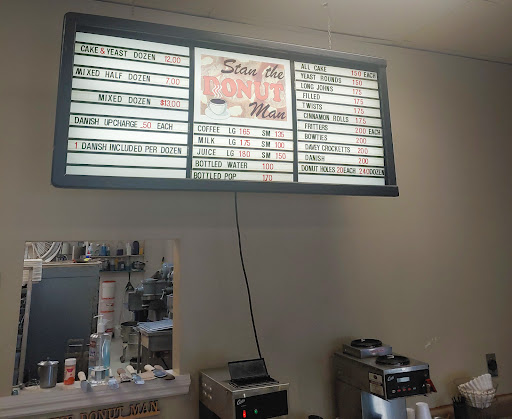 CAKE & YEAST DOZEN 12.00
MIXED HALF DOZEN 7.00
MIXED DOZEN $13.00
DANISH UPCHARGE .50 EACH
1 DANISH INCLUDED PER DOZEN
Stan the
DONUT
Man
COFFEE LG 165 SM 135
MILK LG 175 SM 100
JUICE LG 180 SM 150
BOTTLED WATER 100
BOTTLED POP 170
ALL CAKE 150 EACH
YEAST ROUNDS 150
LONG JOHNS 175
FILLED 175
TWISTS 175
CINNAMON ROLLS 175
FRITTERS 200 EACH
BOWTIES 200
DAVEY CROCKETTS 200
DANISH 200
DONUT HOLES 20 EACH 240 DOZEN
DONUT MAN